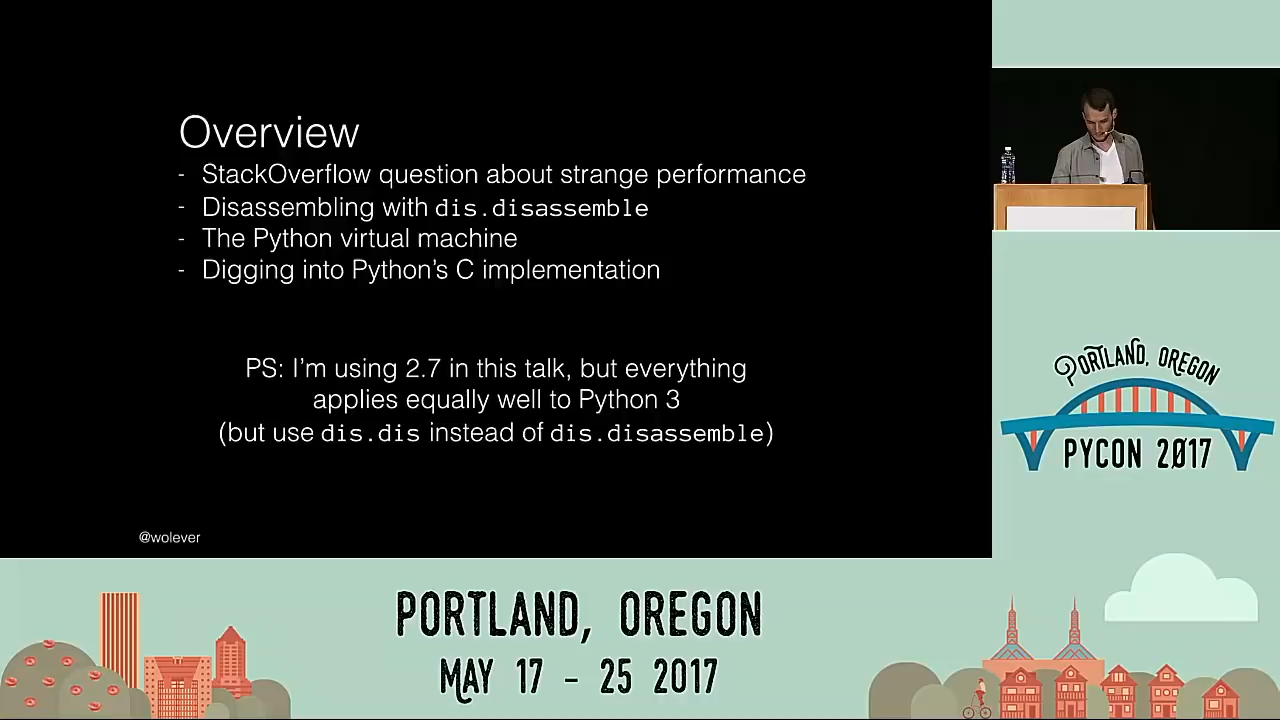 Overview
- StackOverflow question about strange performance
- Disassembling with dis.disassemble
- The Python virtual machine
- Digging into Python’s C implementation
PS: I’m using 2.7 in this talk, but everything
applies equally well to Python 3
(but use dis.dis instead of dis.disassemble)
@wolever
PORTLAND, OREGON
PYCON 2017
PORTLAND, OREGON
MAY 17 - 25 2017